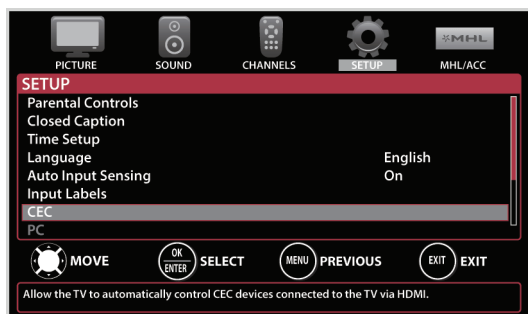 MHL
PICTURE SOUND CHANNELS SETUP MHL/ACC
SETUP
Parental Controls
Closed Caption
Time Setup
Language English
Auto Input Sensing On
Input Labels
CEC
PC
MOVE OK ENTER SELECT MENU PREVIOUS EXIT EXIT
Allow the TV to automatically control CEC devices connected to the TV via HDMI.